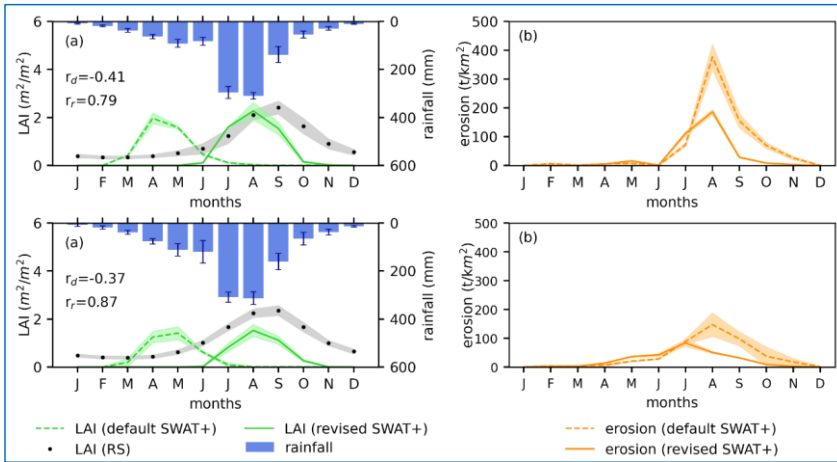 (a)
r_d=-0.41
r_r=0.79
LAI (m²/m²)
6
4
2
0
0
200
400
600
rainfall (mm)
J F M A M J J A S O N D
months
(b)
erosion (t/km²)
500
400
300
200
100
0
J F M A M J J A S O N D
months
(a)
r_d=-0.37
r_r=0.87
LAI (m²/m²)
6
4
2
0
0
200
400
600
rainfall (mm)
J F M A M J J A S O N D
months
(b)
erosion (t/km²)
500
400
300
200
100
0
J F M A M J J A S O N D
months
LAI (default SWAT+)
LAI (revised SWAT+)
erosion (default SWAT+)
LAI (RS)
rainfall
erosion (revised SWAT+)